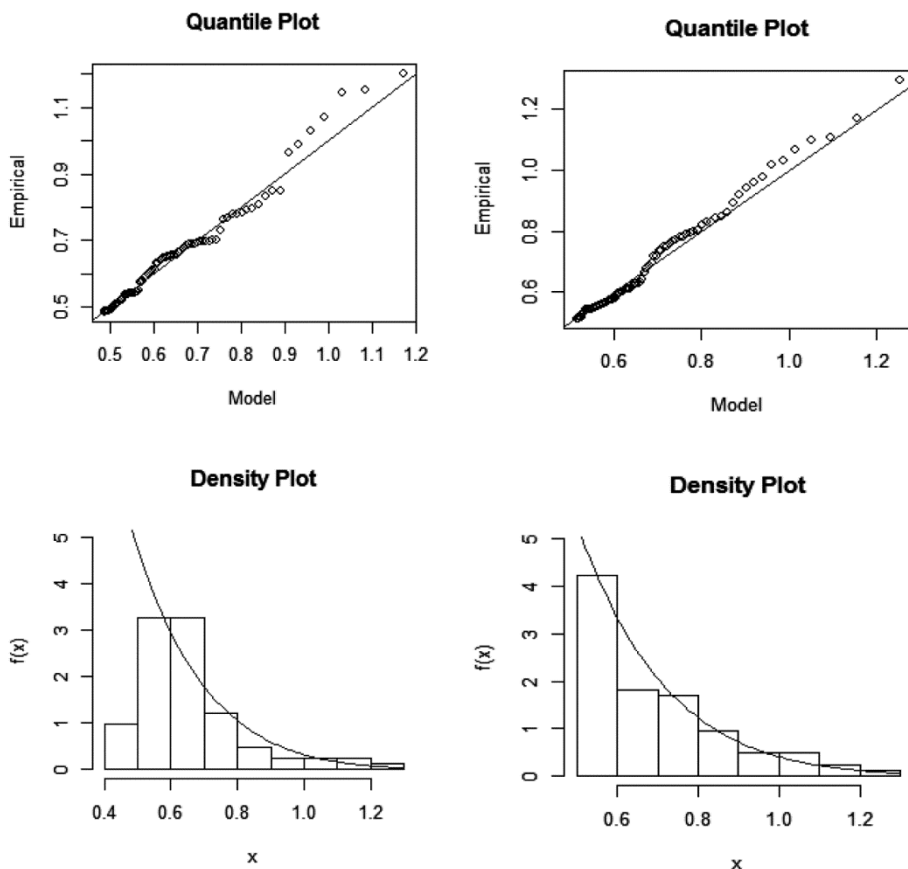 Quantile Plot
Empirical
0.5 0.7 0.9 1.1
0.5 0.6 0.7 0.8 0.9 1.0 1.1 1.2
Model
Quantile Plot
Empirical
0.6 0.8 1.0 1.2
0.6 0.8 1.0 1.2
Model
Density Plot
f(x)
0 1 2 3 4 5
0.4 0.6 0.8 1.0 1.2
x
Density Plot
f(x)
0 1 2 3 4 5
0.6 0.8 1.0 1.2
x